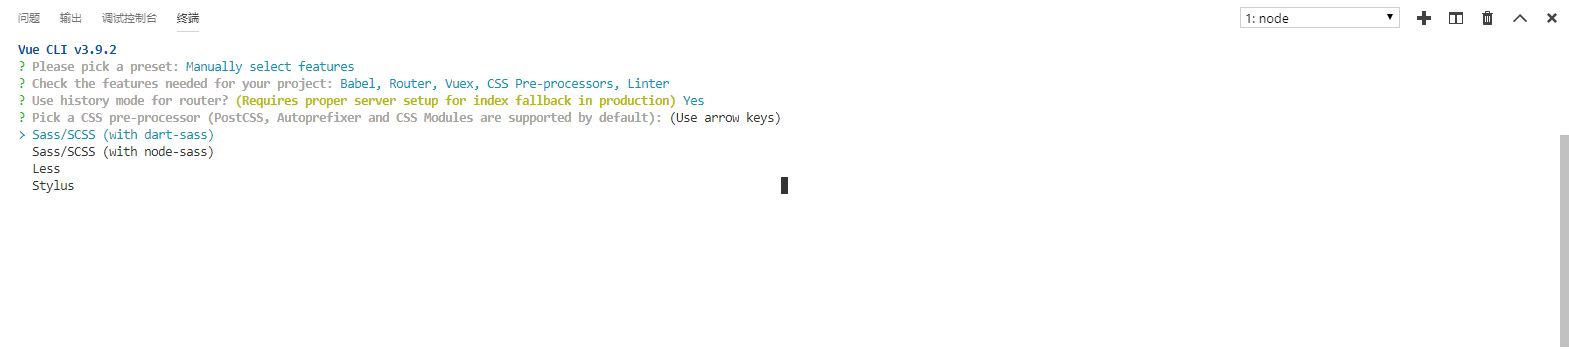 问题 输出 调试控制台 终端 1: node
Vue CLI v3.9.2
? Please pick a preset: Manually select features
? Check the features needed for your project: Babel, Router, Vuex, CSS Pre-processors, Linter
? Use history mode for router? (Requires proper server setup for index fallback in production) Yes
? Pick a CSS pre-processor (PostCSS, Autoprefixer and CSS Modules are supported by default): (Use arrow keys)
> Sass/SCSS (with dart-sass)
Sass/SCSS (with node-sass)
Less
Stylus